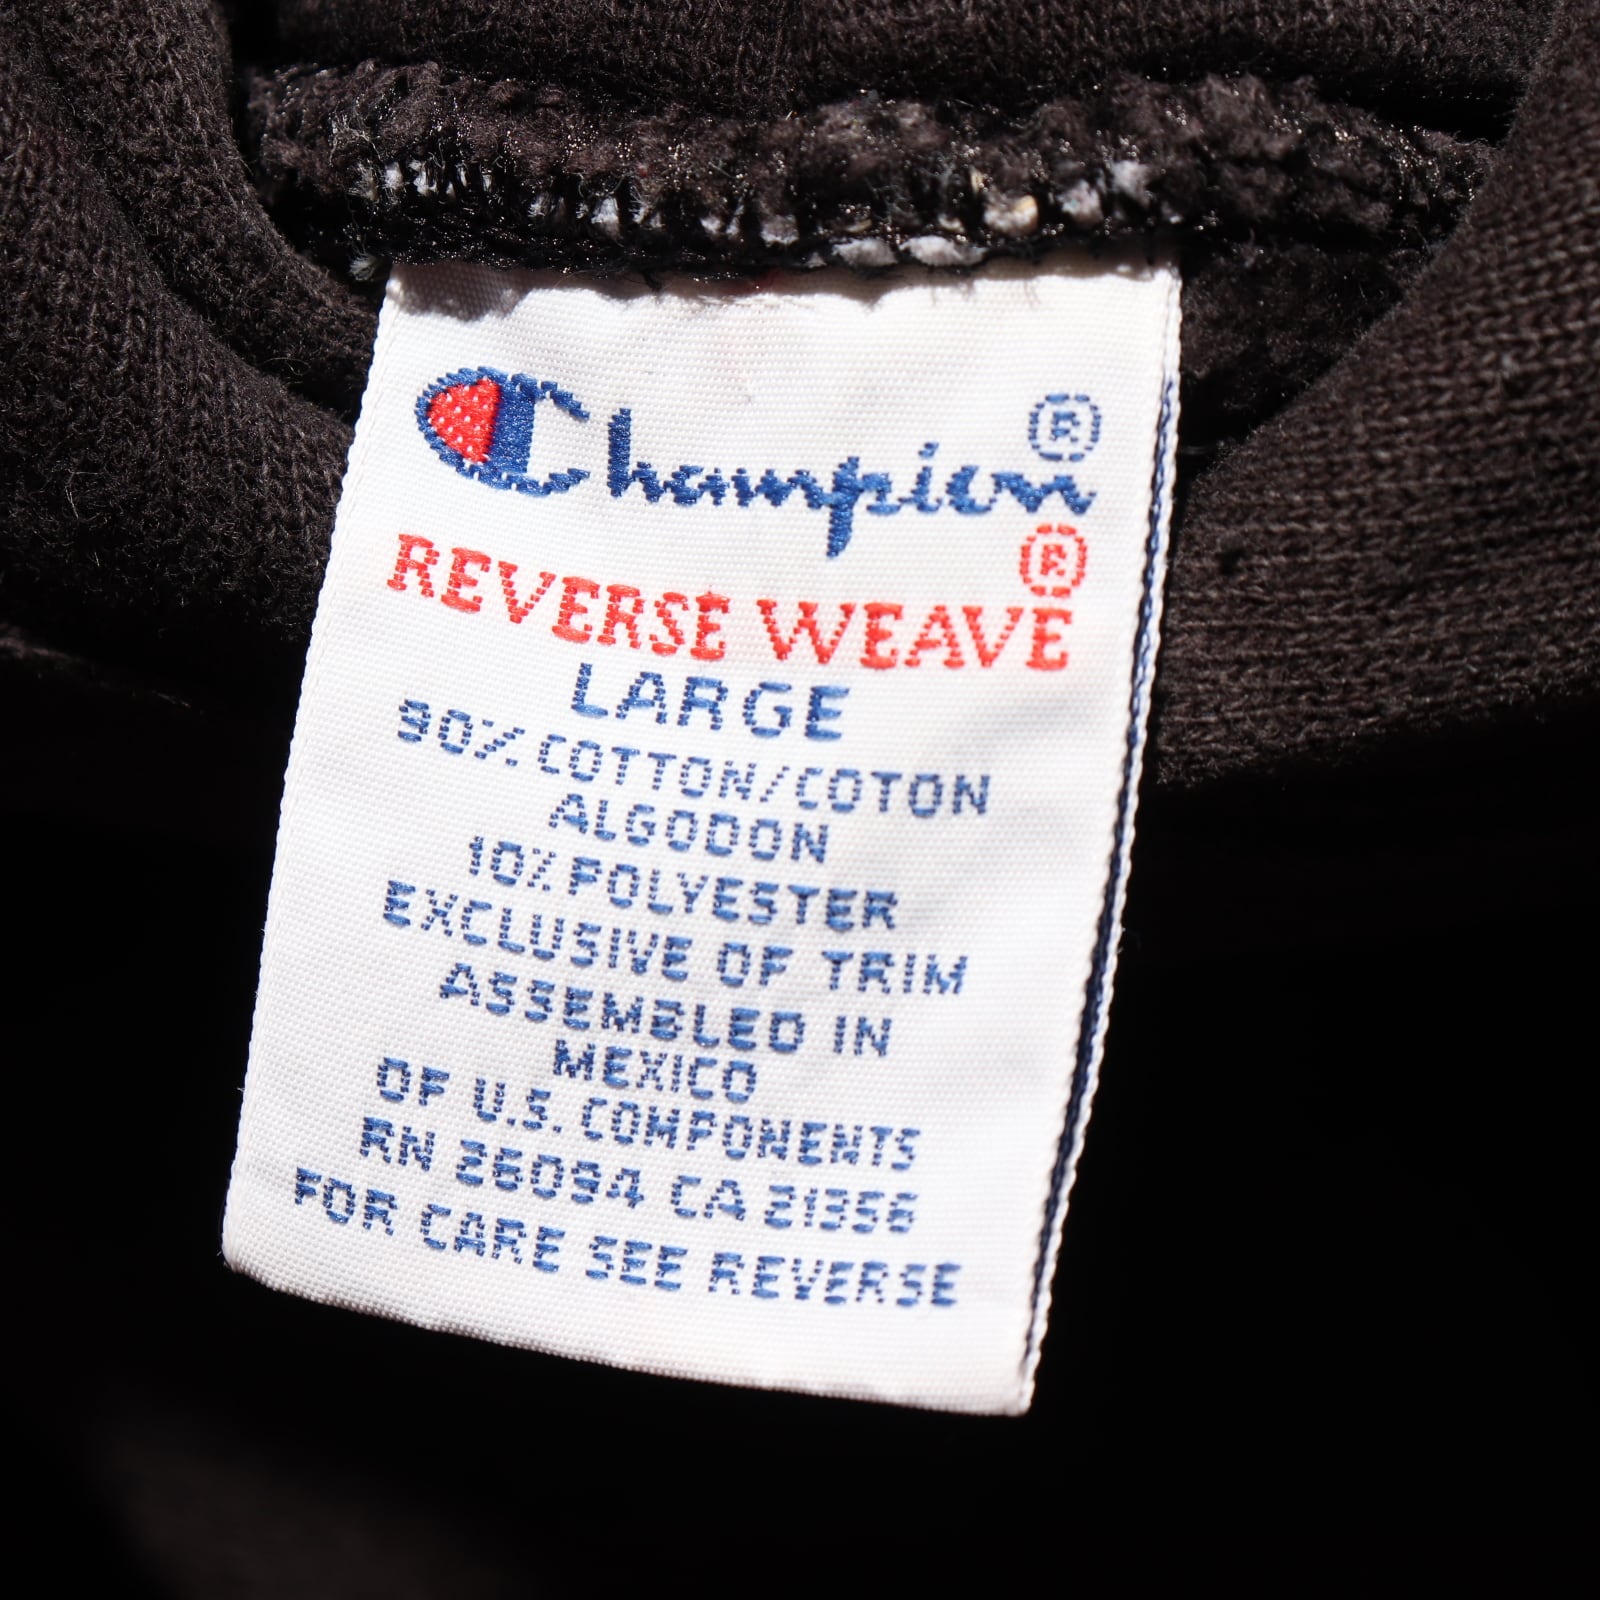 Champion®
REVERSE WEAVE®
LARGE
90% COTTON/COTON
ALGODON
10% POLYESTER
EXCLUSIVE OF TRIM
ASSEMBLED IN
MEXICO
OF U.S. COMPONENTS
RN 26094 CA 21356
FOR CARE SEE REVERSE